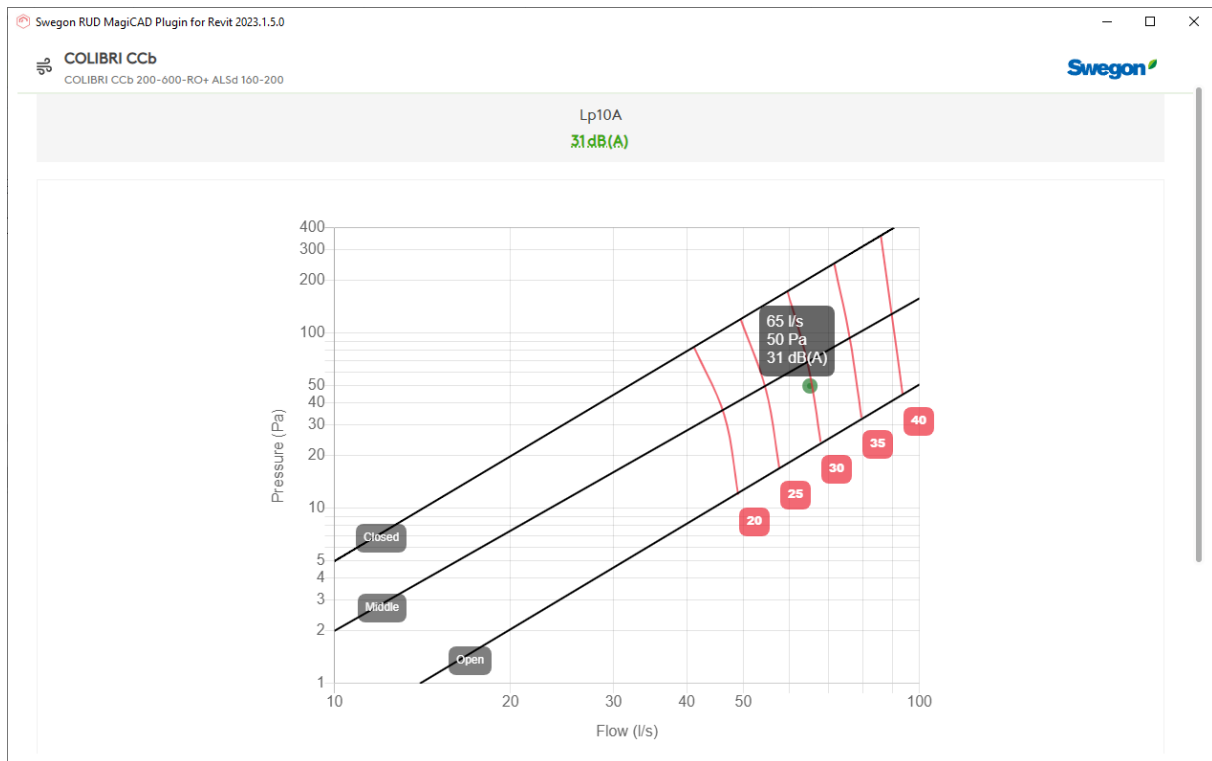 Swegon RUD MagiCAD Plugin for Revit 2023.1.5.0
COLIBRI CCb
COLIBRI CCb 200-600-RO+ ALSd 160-200
Swegon
Lp10A
31 dB(A)
400
300
200
100
50
40
30
20
10
5
4
3
2
1
Pressure (Pa)
65 l/s
50 Pa
31 dB(A)
40
35
30
25
20
Closed
Middle
Open
10
20
30
40
50
100
Flow (l/s)